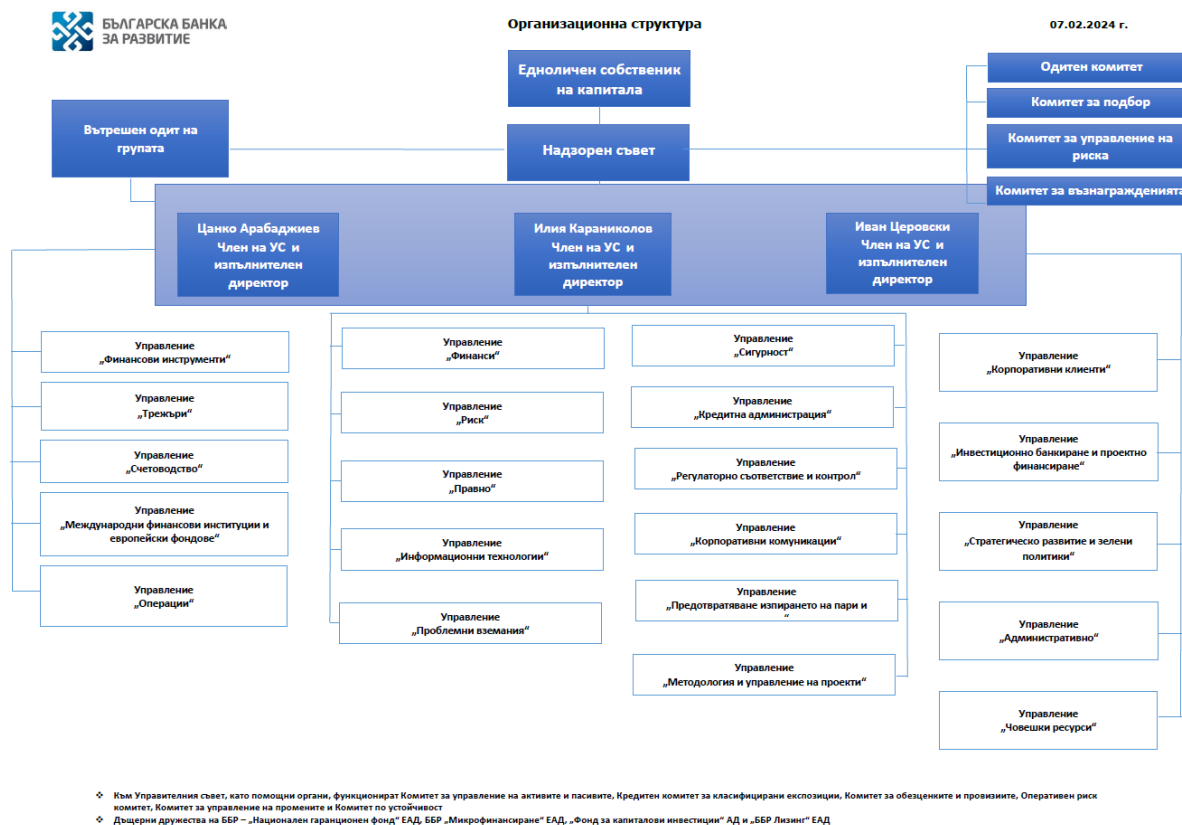 БЪЛГАРСКА БАНКА
ЗА РАЗВИТИЕ
Организационна структура
07.02.2024 г.
Едноличен собственик
на капитала
Одитен комитет
Комитет за подбор
Вътрешен одит на
групата
Надзорен съвет
Комитет за управление на
риска
Комитет за възнагражденията
Цанко Арабаджиев
Член на УС и
изпълнителен
директор
Илия Караниколов
Член на УС и
изпълнителен
директор
Иван Церовски
Член на УС и
изпълнителен
директор
Управление
„Финансови инструменти“
Управление
„Трежъри“
Управление
„Счетоводство“
Управление
„Международни финансови институции и
европейски фондове“
Управление
„Операции“
Управление
„Финанси“
Управление
„Риск“
Управление
„Правно“
Управление
„Информационни технологии“
Управление
„Проблемни вземания“
Управление
„Сигурност“
Управление
„Кредитна администрация“
Управление
„Регулаторно съответствие и контрол“
Управление
„Корпоративни комуникации“
Управление
„Предотвратяване изпирането на пари и
“
Управление
„Методология и управление на проекти“
Управление
„Корпоративни клиенти“
Управление
„Инвестиционно банкиране и проектно
финансиране“
Управление
„Стратегическо развитие и зелени
политики“
Управление
„Административно“
Управление
„Човешки ресурси“
❖ Към Управителния съвет, като помощни органи, функционират Комитет за управление на активите и пасивите, Кредитен комитет за класифицирани експозиции, Комитет за обезценките и провизиите, Оперативен риск
комитет, Комитет за управление на промените и Комитет по устойчивост
❖ Дъщерни дружества на ББР – „Национален гаранционен фонд“ ЕАД, ББР „Микрофинансиране“ ЕАД, „Фонд за капиталови инвестиции“ АД и „ББР Лизинг“ ЕАД